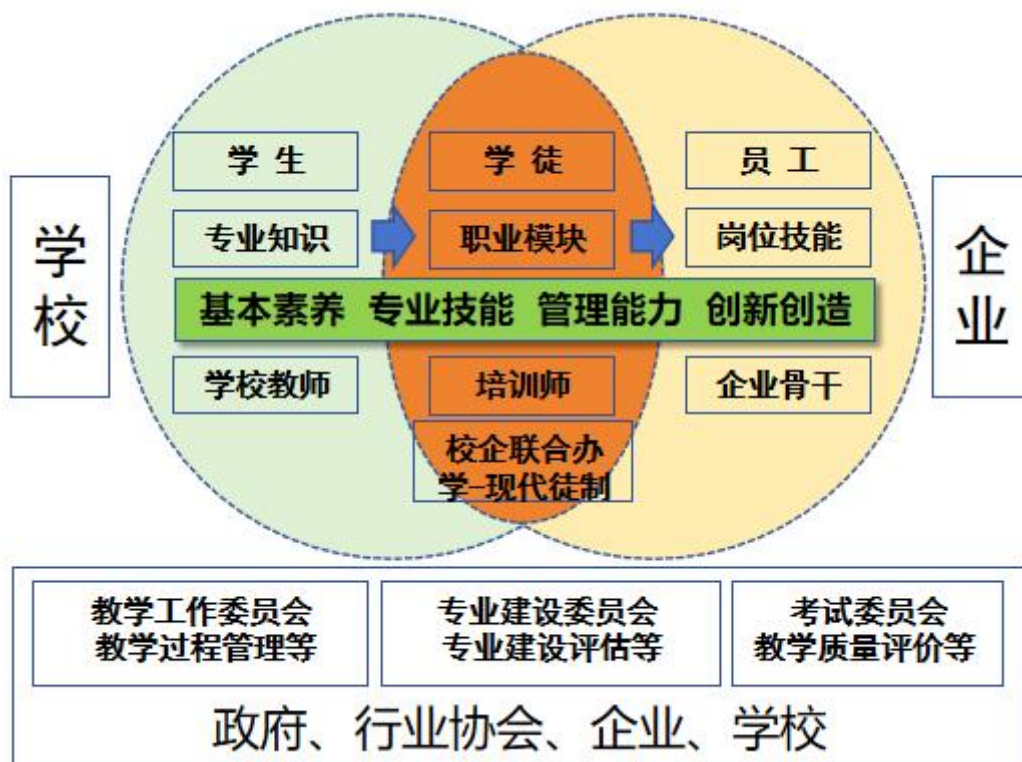 学校
企业
学 生
学 徒
员 工
专业知识
职业模块
岗位技能
基本素养 专业技能 管理能力 创新创造
学校教师
培训师
企业骨干
校企联合办
学-现代徒制
教学工作委员会
教学过程管理等
专业建设委员会
专业建设评估等
考试委员会
教学质量评价等
政府、行业协会、企业、学校